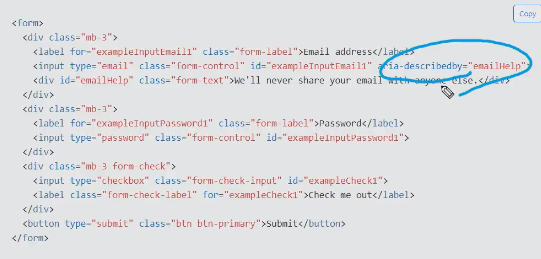 Copy
<form>
<div class="mb-3">
<label for="exampleInputEmail1" class="form-label">Email address</label>
<input type="email" class="form-control" id="exampleInputEmail1" aria-describedby="emailHelp">
<div id="emailHelp" class="form-text">We'll never share your email with anyone else.</div>
</div>
<div class="mb-3">
<label for="exampleInputPassword1" class="form-label">Password</label>
<input type="password" class="form-control" id="exampleInputPassword1">
</div>
<div class="mb-3 form-check">
<input type="checkbox" class="form-check-input" id="exampleCheck1">
<label class="form-check-label" for="exampleCheck1">Check me out</label>
</div>
<button type="submit" class="btn btn-primary">Submit</button>
</form>